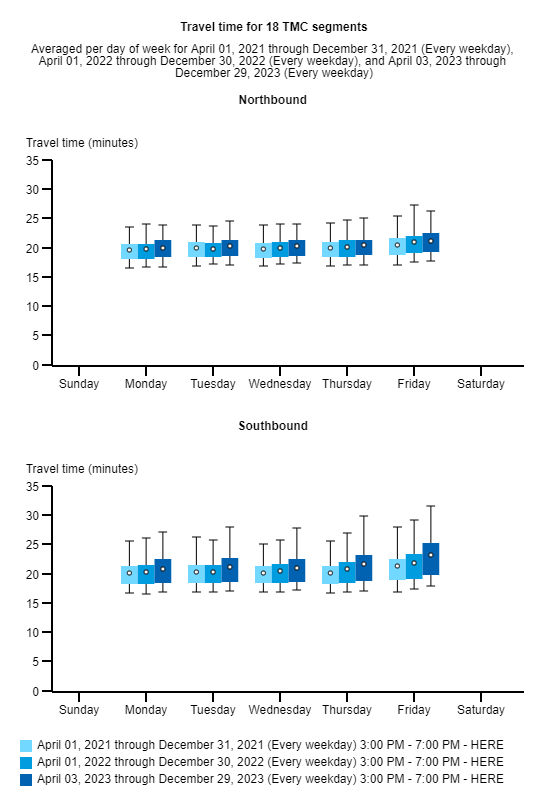 Travel time for 18 TMC segments
Averaged per day of week for April 01, 2021 through December 31, 2021 (Every weekday),
April 01, 2022 through December 30, 2022 (Every weekday), and April 03, 2023 through
December 29, 2023 (Every weekday)
Northbound
Travel time (minutes)
35
30
25
20
15
10
5
0
Sunday Monday Tuesday Wednesday Thursday Friday Saturday
Southbound
Travel time (minutes)
35
30
25
20
15
10
5
0
Sunday Monday Tuesday Wednesday Thursday Friday Saturday
April 01, 2021 through December 31, 2021 (Every weekday) 3:00 PM - 7:00 PM - HERE
April 01, 2022 through December 30, 2022 (Every weekday) 3:00 PM - 7:00 PM - HERE
April 03, 2023 through December 29, 2023 (Every weekday) 3:00 PM - 7:00 PM - HERE